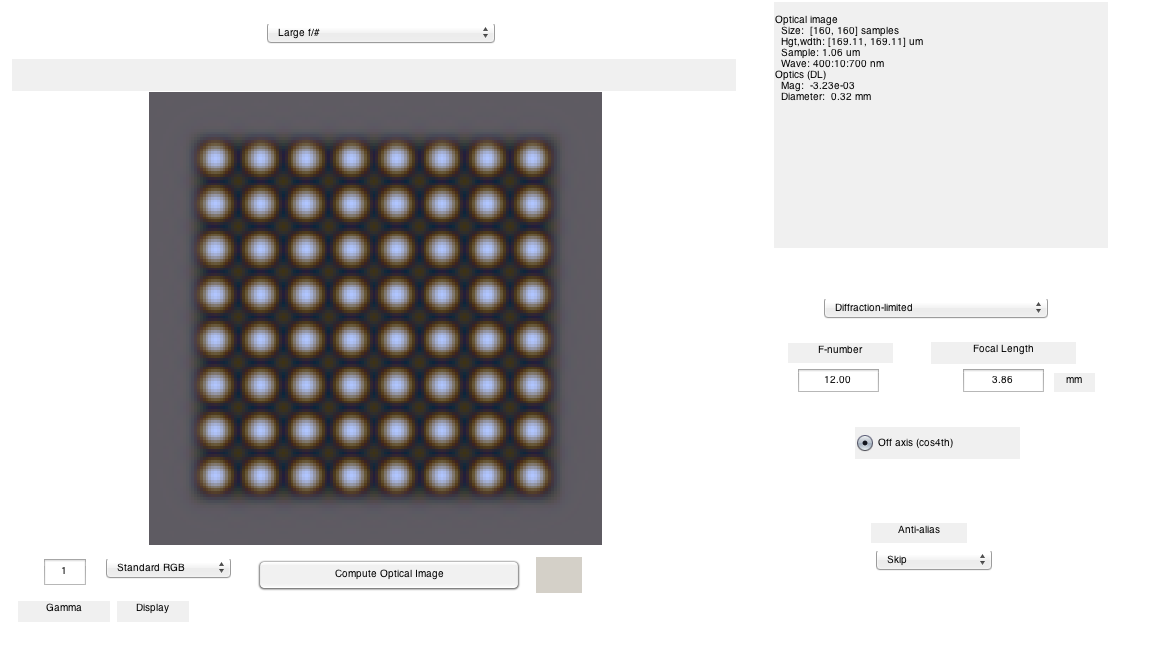 Large f/#
Optical image
Size: [160, 160] samples
Hgt,wdth: [169.11, 169.11] um
Sample: 1.06 um
Wave: 400:10:700 nm
Optics (DL)
Mag: -3.23e-03
Diameter: 0.32 mm
Diffraction-limited
F-number
Focal Length
12.00
3.86
mm
Off axis (cos4th)
Anti-alias
Skip
1
Standard RGB
Compute Optical Image
Gamma
Display